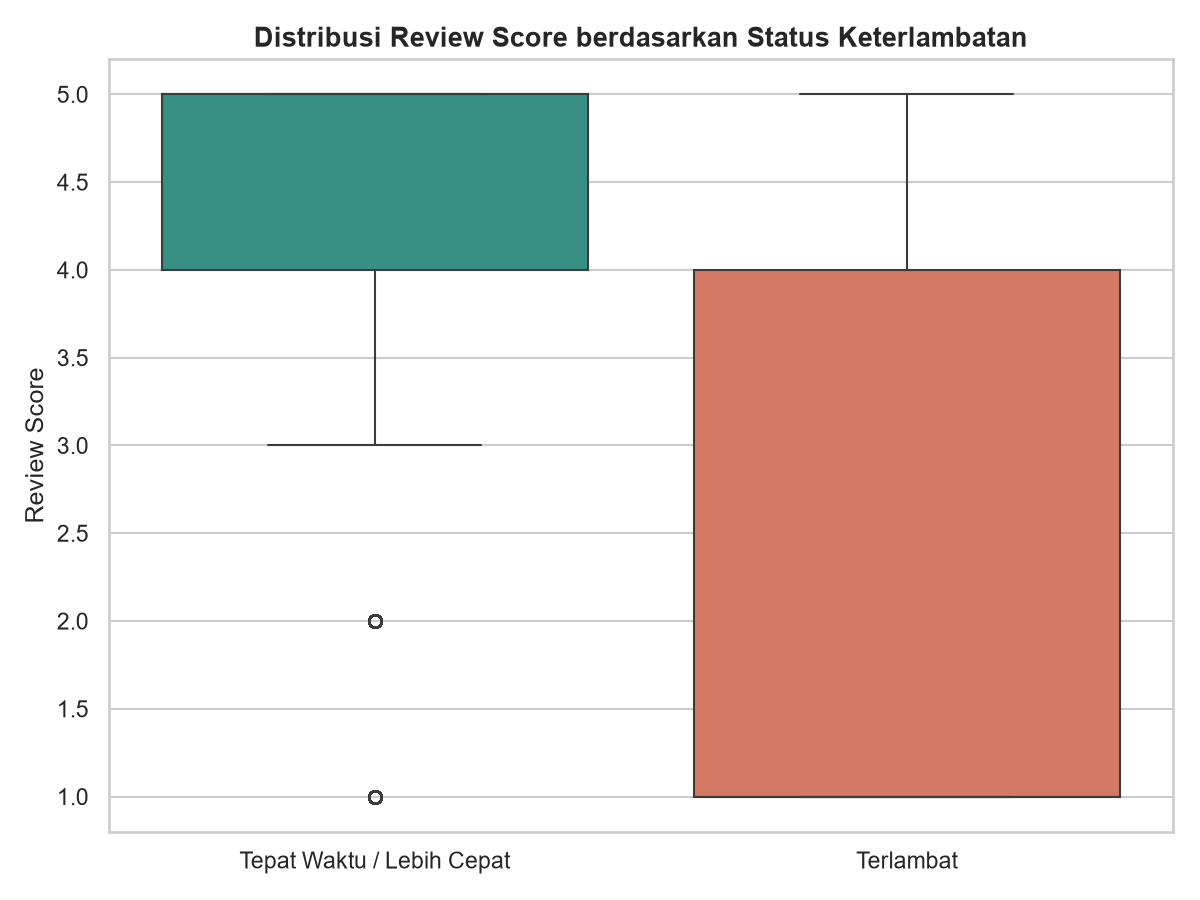 Distribusi Review Score berdasarkan Status Keterlambatan
Review Score
5.0
4.5
4.0
3.5
3.0
2.5
2.0
1.5
1.0
Tepat Waktu / Lebih Cepat
Terlambat